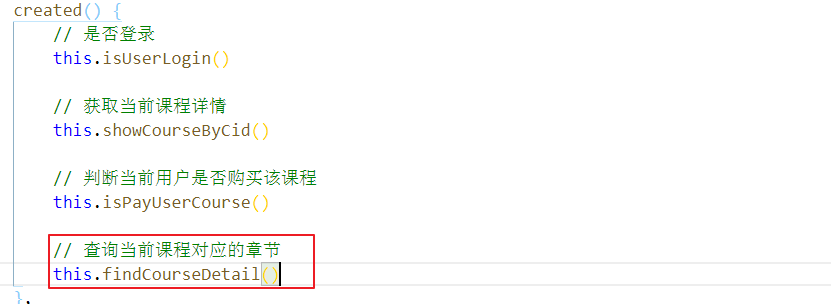 created() {
// 是否登录
this.isUserLogin()
// 获取当前课程详情
this.showCourseByCid()
// 判断当前用户是否购买该课程
this.isPayUserCourse()
// 查询当前课程对应的章节
this.findCourseDetail()
},